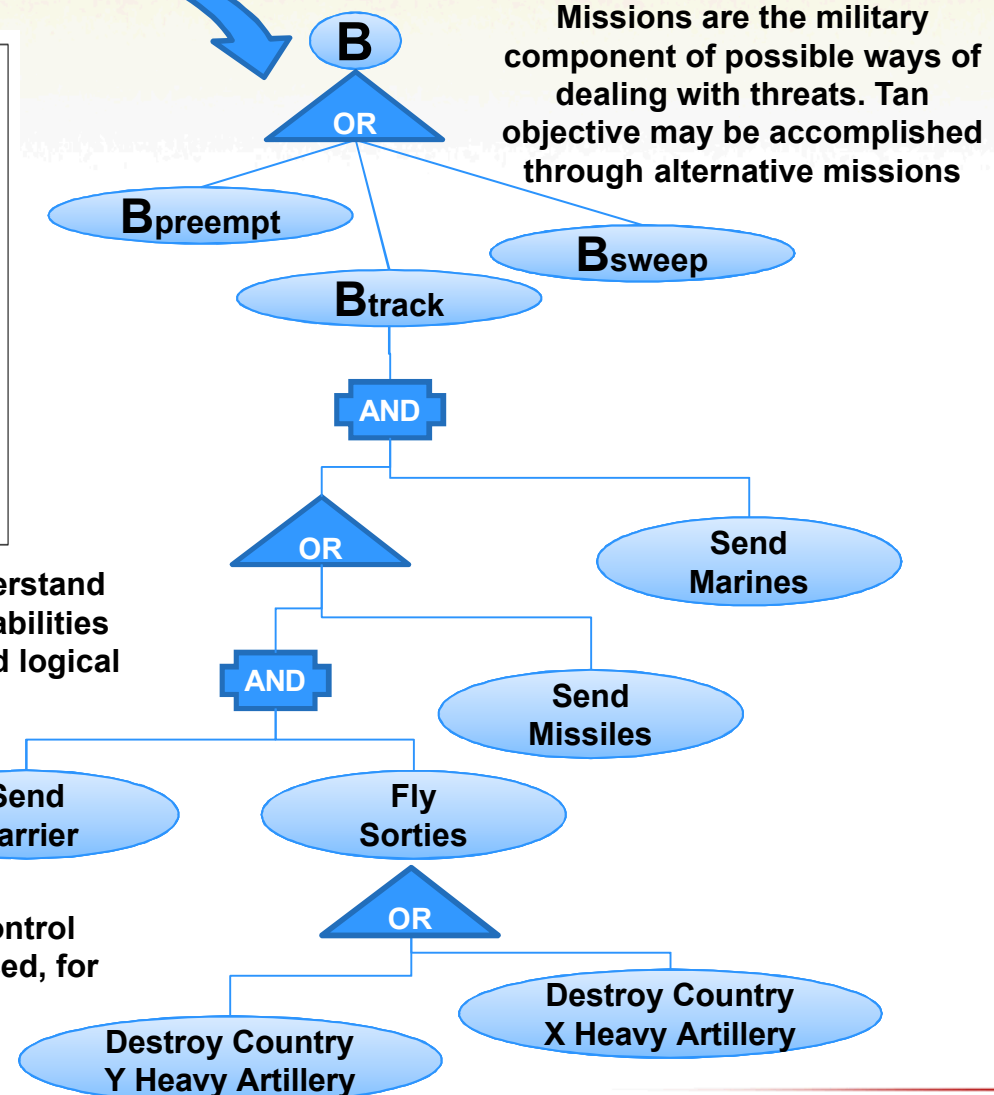 B
Missions are the military
component of possible ways of
dealing with threats. Tan
objective may be accomplished
through alternative missions
OR
Bpreempt
Bsweep
Btrack
AND
OR
Send
Marines
erstand
abilities
d logical
AND
Send
Missiles
Send
arrier
Fly
Sorties
ontrol
ed, for
OR
Destroy Country
X Heavy Artillery
Destroy Country
Y Heavy Artillery